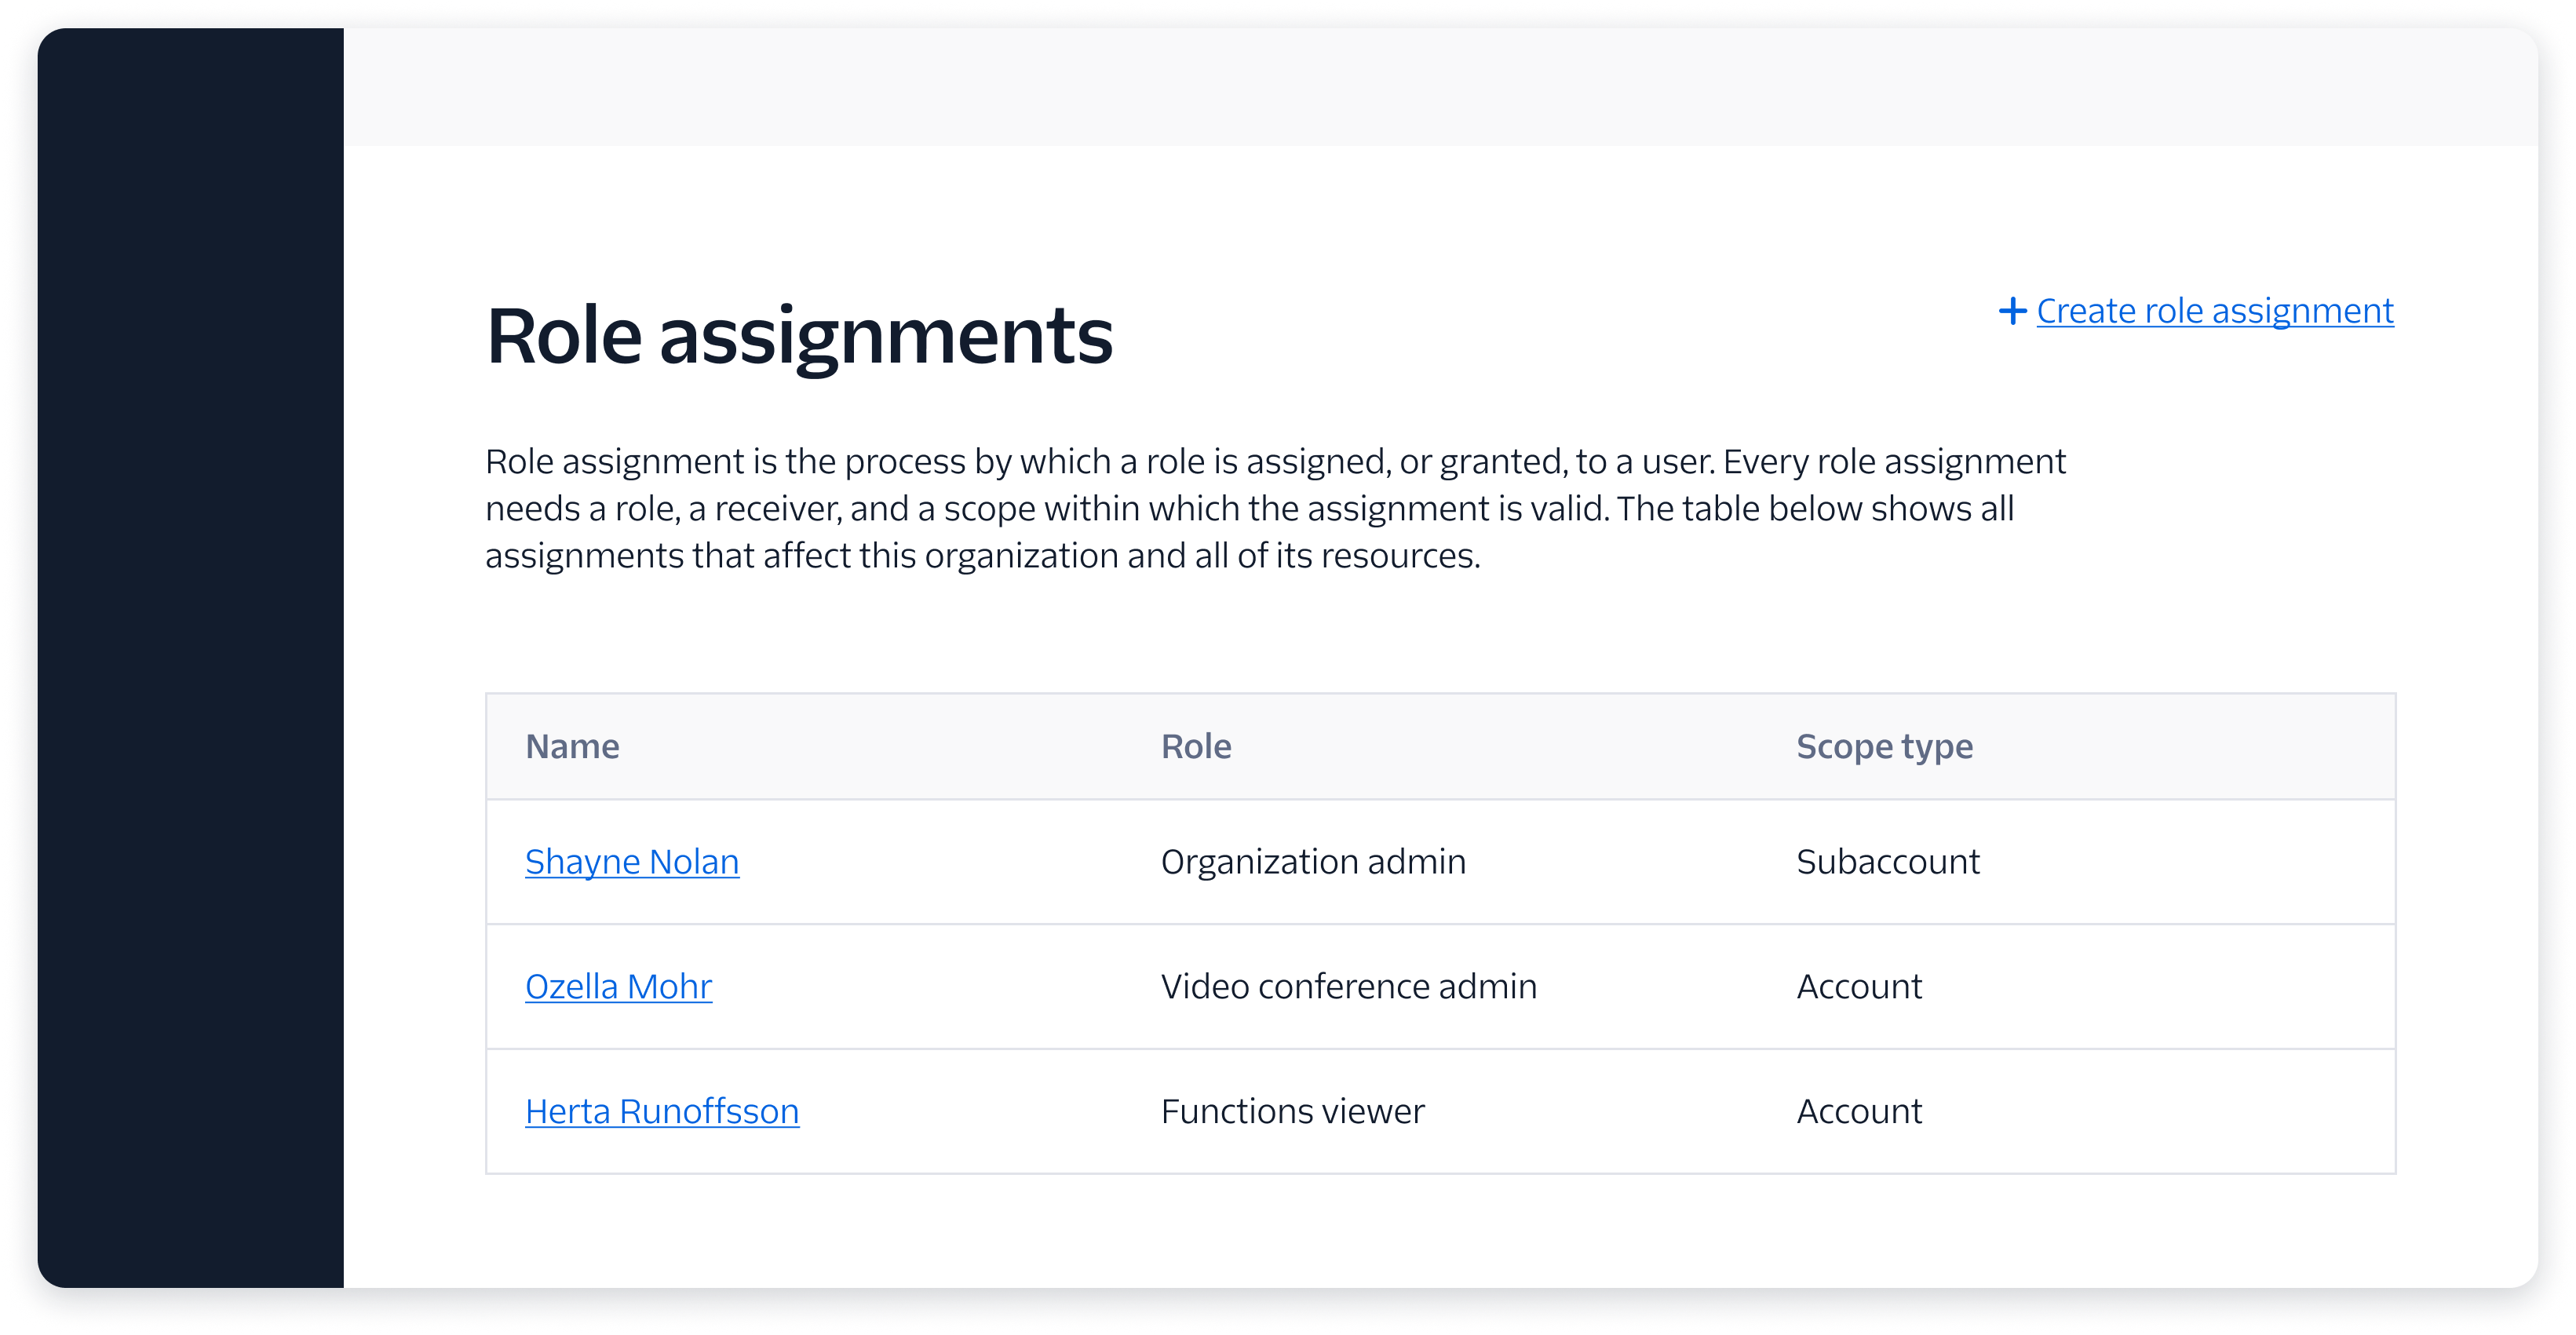 Role assignments
Create role assignment
Role assignment is the process by which a role is assigned, or granted, to a user. Every role assignment
needs a role, a receiver, and a scope within which the assignment is valid. The table below shows all
assignments that affect this organization and all of its resources.
Name Role Scope type
Shayne Nolan Organization admin Subaccount
Ozella Mohr Video conference admin Account
Herta Runoffsson Functions viewer Account